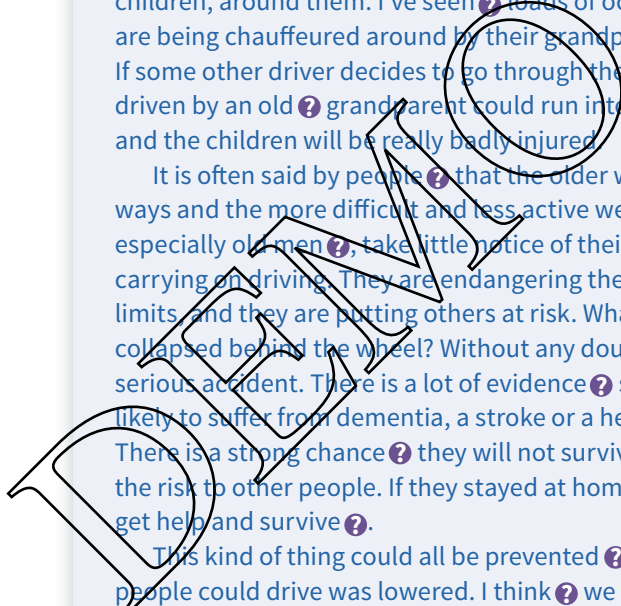 children, around them. I've seen ? loads of
are being chauffeured around by their
If some other driver decides to go through the
driven by an old ? grandparent could run into
and the children will be really badly injured.
It is often said by people ? that the older
ways and the more difficult and less active we
especially old men ?, take little notice of their
carrying on driving. They are endangering
limits, and they are putting others at risk.
collapsed behind the wheel? Without any
serious accident. There is a lot of evidence ?
likely to suffer from dementia, a stroke or a
There is a strong chance ? they will not
the risk to other people. If they stayed at
get help and survive ?.
This kind of thing could all be prevented ?
people could drive was lowered. I think ? we
DEMO